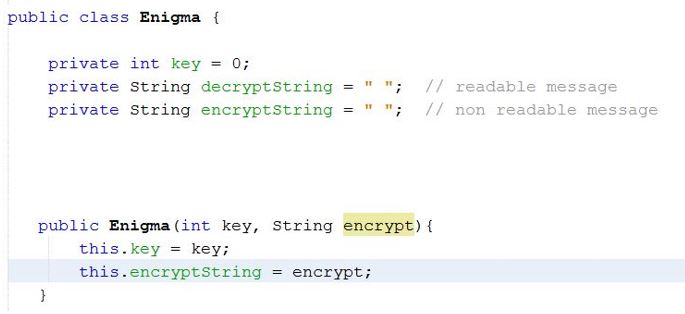 public class Enigma {
private int key = 0;
private String decryptString = " ";  // readable message
private String encryptString = " ";  // non readable message
public Enigma(int key, String encrypt){
this.key = key;
this.encryptString = encrypt;
}